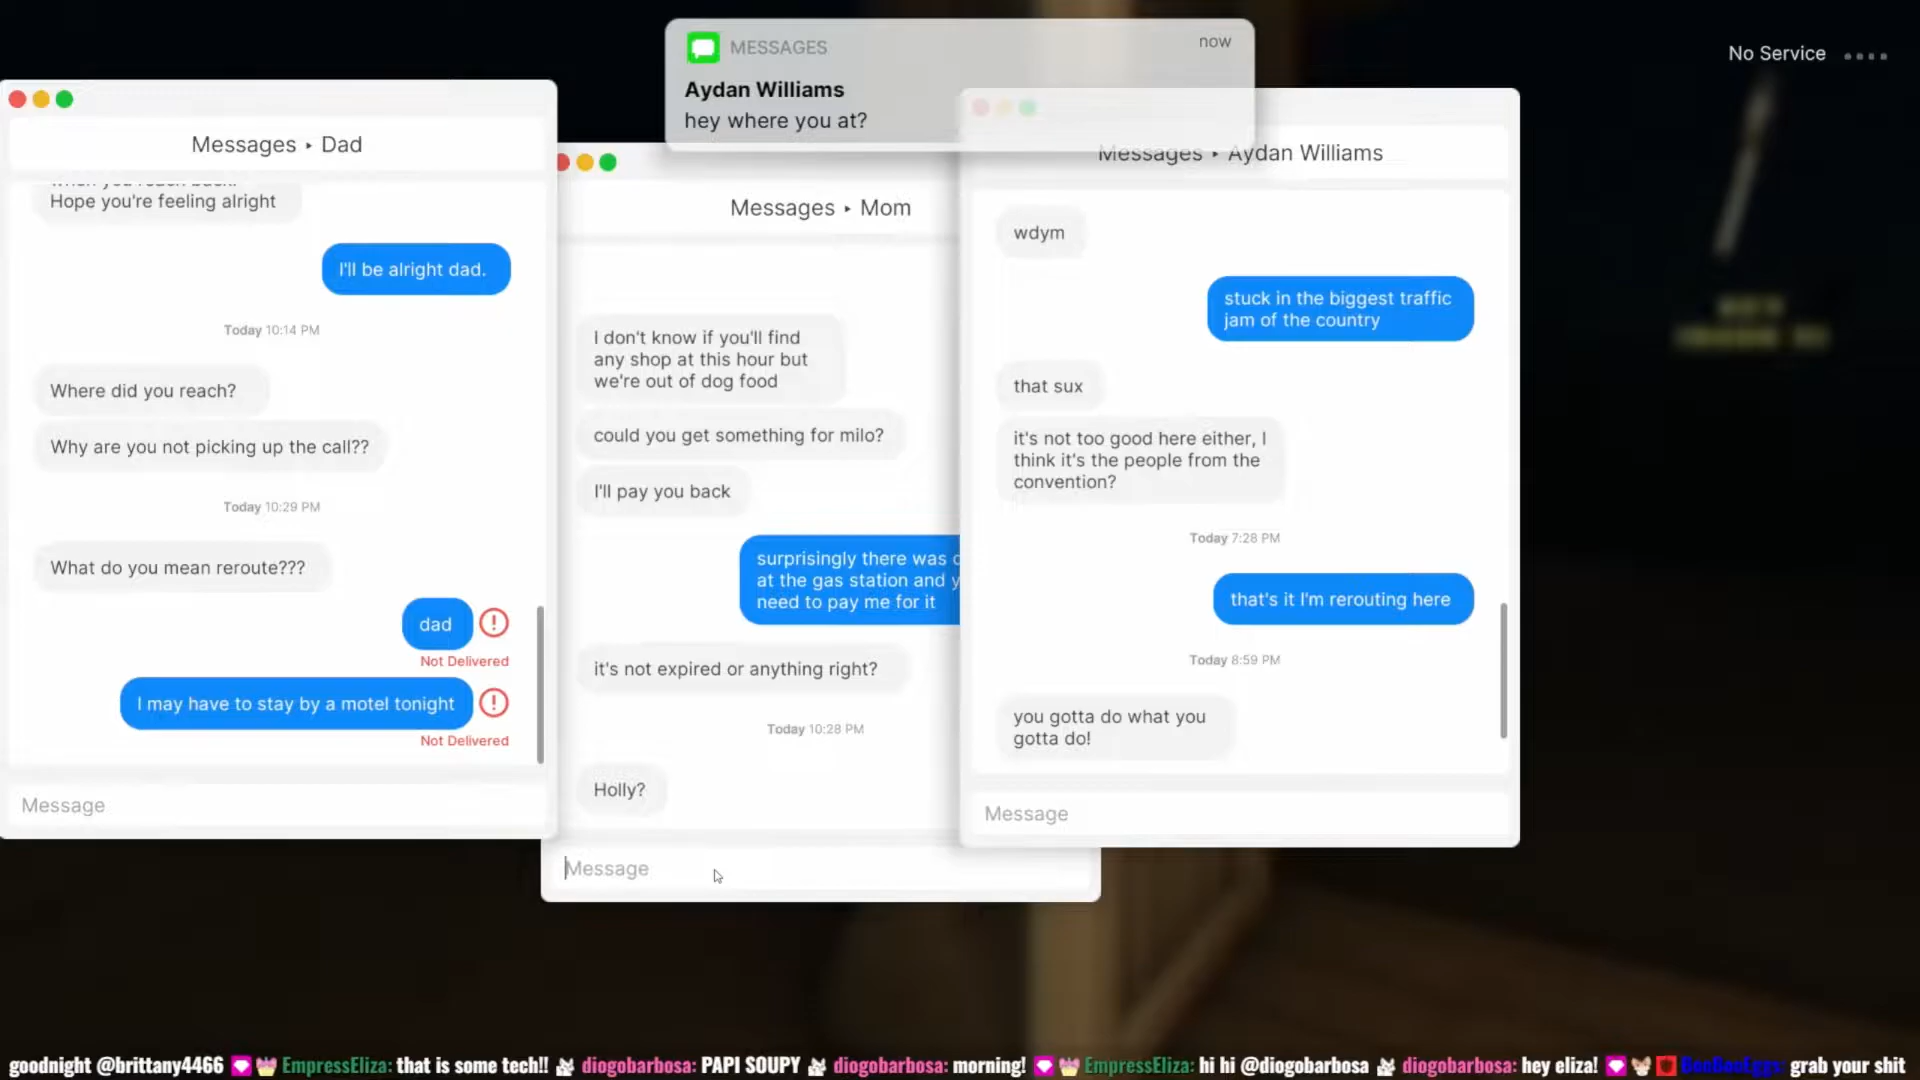 MESSAGES
now
Aydan Williams
hey where you at?
No Service
Messages ‣ Dad
Hope you're feeling alright
I'll be alright dad.
Today 10:14 PM
Where did you reach?
Why are you not picking up the call??
Today 10:29 PM
What do you mean reroute???
dad
Not Delivered
I may have to stay by a motel tonight
Not Delivered
Message
Messages ‣ Mom
I don't know if you'll find
any shop at this hour but
we're out of dog food
could you get something for milo?
I'll pay you back
surprisingly there was
at the gas station and
need to pay me for it
it's not expired or anything right?
Today 10:28 PM
Holly?
Message
Messages ‣ Aydan Williams
wdym
stuck in the biggest traffic
jam of the country
that sux
it's not too good here either, I
think it's the people from the
convention?
Today 7:28 PM
that's it I'm rerouting here
Today 8:59 PM
you gotta do what you
gotta do!
Message
goodnight @brittany4466 EmpressEliza: that is some tech!! diogobarbosa: PAPI SOUPY diogobarbosa: morning! EmpressEliza: hi hi @diogobarbosa diogobarbosa: hey eliza! BooBooEggs: grab your shit